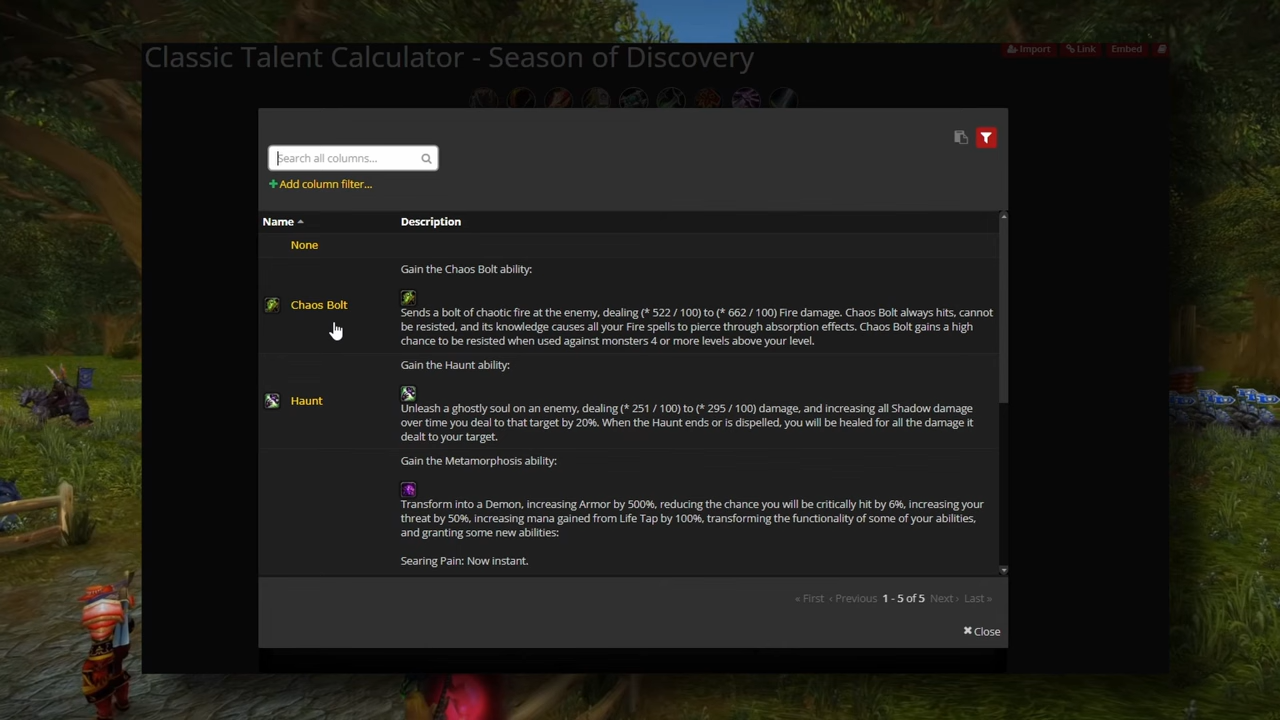 Classic Talent Calculator - Season of Discovery
Import Link Embed
Search all columns...
Add column filter...
Name Description
None
Gain the Chaos Bolt ability:
Chaos Bolt
Sends a bolt of chaotic fire at the enemy, dealing (* 522 / 100) to (* 662 / 100) Fire damage. Chaos Bolt always hits, cannot
be resisted, and its knowledge causes all your Fire spells to pierce through absorption effects. Chaos Bolt gains a high
chance to be resisted when used against monsters 4 or more levels above your level.
Gain the Haunt ability:
Haunt
Unleash a ghostly soul on an enemy, dealing (* 251 / 100) to (* 295 / 100) damage, and increasing all Shadow damage
over time you deal to that target by 20%. When the Haunt ends or is dispelled, you will be healed for all the damage it
dealt to your target.
Gain the Metamorphosis ability:
Transform into a Demon, increasing Armor by 500%, reducing the chance you will be critically hit by 6%, increasing your
threat by 50%, increasing mana gained from Life Tap by 100%, transforming the functionality of some of your abilities,
and granting some new abilities:
Searing Pain: Now instant.
« First ‹ Previous 1 - 5 of 5 Next › Last »
Close